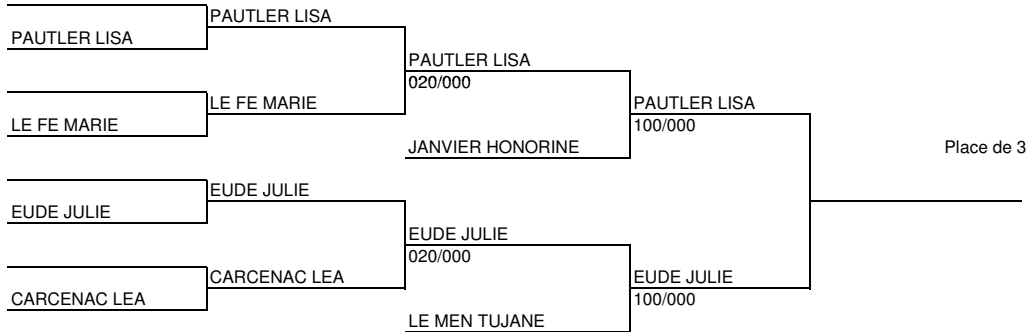 PAUTLER LISA
PAUTLER LISA
PAUTLER LISA
020/000
LE FE MARIE
PAUTLER LISA
100/000
LE FE MARIE
JANVIER HONORINE
Place de 3
EUDE JULIE
EUDE JULIE
EUDE JULIE
020/000
CARCENAC LEA
EUDE JULIE
100/000
CARCENAC LEA
LE MEN TUJANE